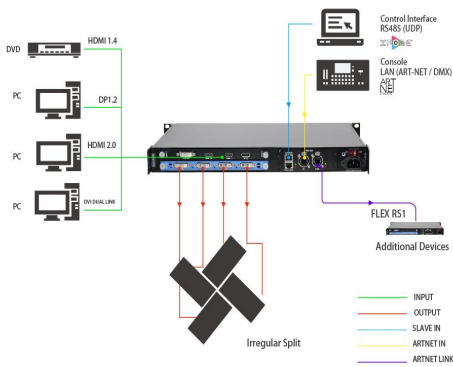 HDMI 1.4
DVD
DP1.2
PC
HDMI 2.0
PC
DVI DUAL LINK
PC
Control Interface
RS485 (UDP)
Console
LAN (ART-NET / DMX)
ART
NET
FLEX RS1
Additional Devices
Irregular Split
INPUT
OUTPUT
SLAVE IN
ARTNET IN
ARTNET LINK